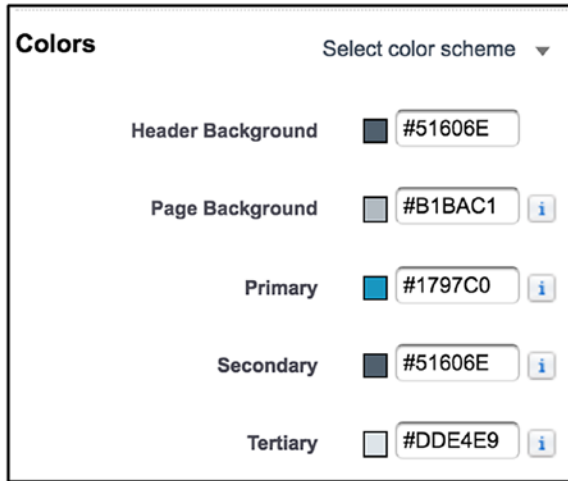 Colors Select color scheme
Header Background #51606E
Page Background #B1BAC1 i
Primary #1797C0 i
Secondary #51606E i
Tertiary #DDE4E9 i